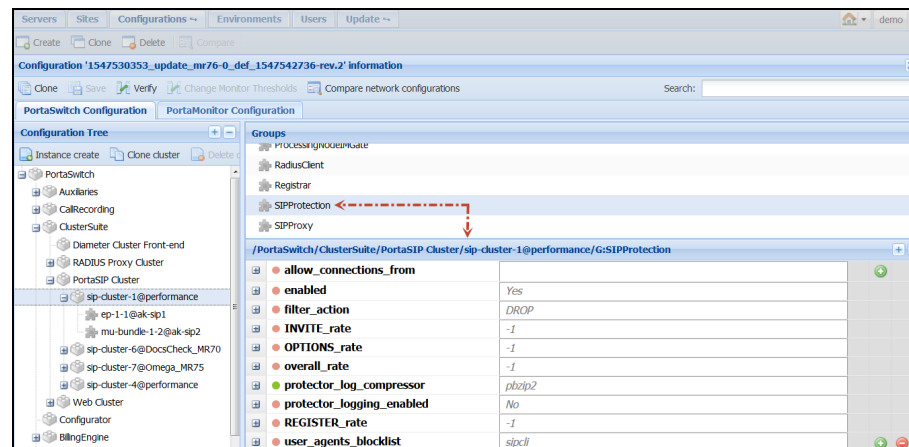 Servers Sites Configurations Environments Users Update demo
Create Clone Delete Compare
Configuration '1547530353_update_mr76-0_def_1547542736-rev.2' information
Clone Save Verify Change Monitor Thresholds Compare network configurations Search:
PortaSwitch Configuration PortaMonitor Configuration
Configuration Tree
Instance create Clone cluster Delete c
PortaSwitch
Auxiliaries
CallRecording
ClusterSuite
Diameter Cluster Front-end
RADIUS Proxy Cluster
PortaSIP Cluster
sip-cluster-1@performance
ep-1-1@ak-sip1
mu-bundle-1-2@ak-sip2
sip-cluster-6@DocsCheck_MR70
sip-cluster-7@Omega_MR75
sip-cluster-4@performance
Web Cluster
Configurator
BillingEngine
Groups
ProcessingNodeIMGate
RadiusClient
Registrar
SIPProtection
SIPProxy
/PortaSwitch/ClusterSuite/PortaSIP Cluster/sip-cluster-1@performance/G:SIPProtection
allow_connections_from
enabled Yes
filter_action DROP
INVITE_rate -1
OPTIONS_rate -1
overall_rate -1
protector_log_compressor pbzip2
protector_logging_enabled No
REGISTER_rate -1
user_agents_blocklist sipcli